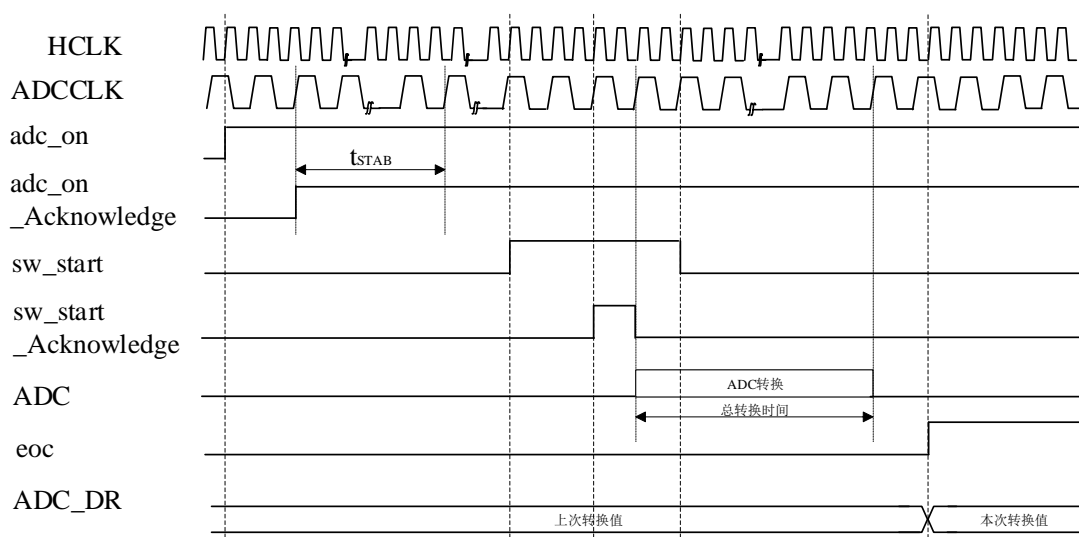 HCLK
ADCCLK
adc_on
tSTAB
adc_on
_Acknowledge
sw_start
sw_start
_Acknowledge
ADC
ADC转换
总转换时间
eoc
ADC_DR
上次转换值
本次转换值